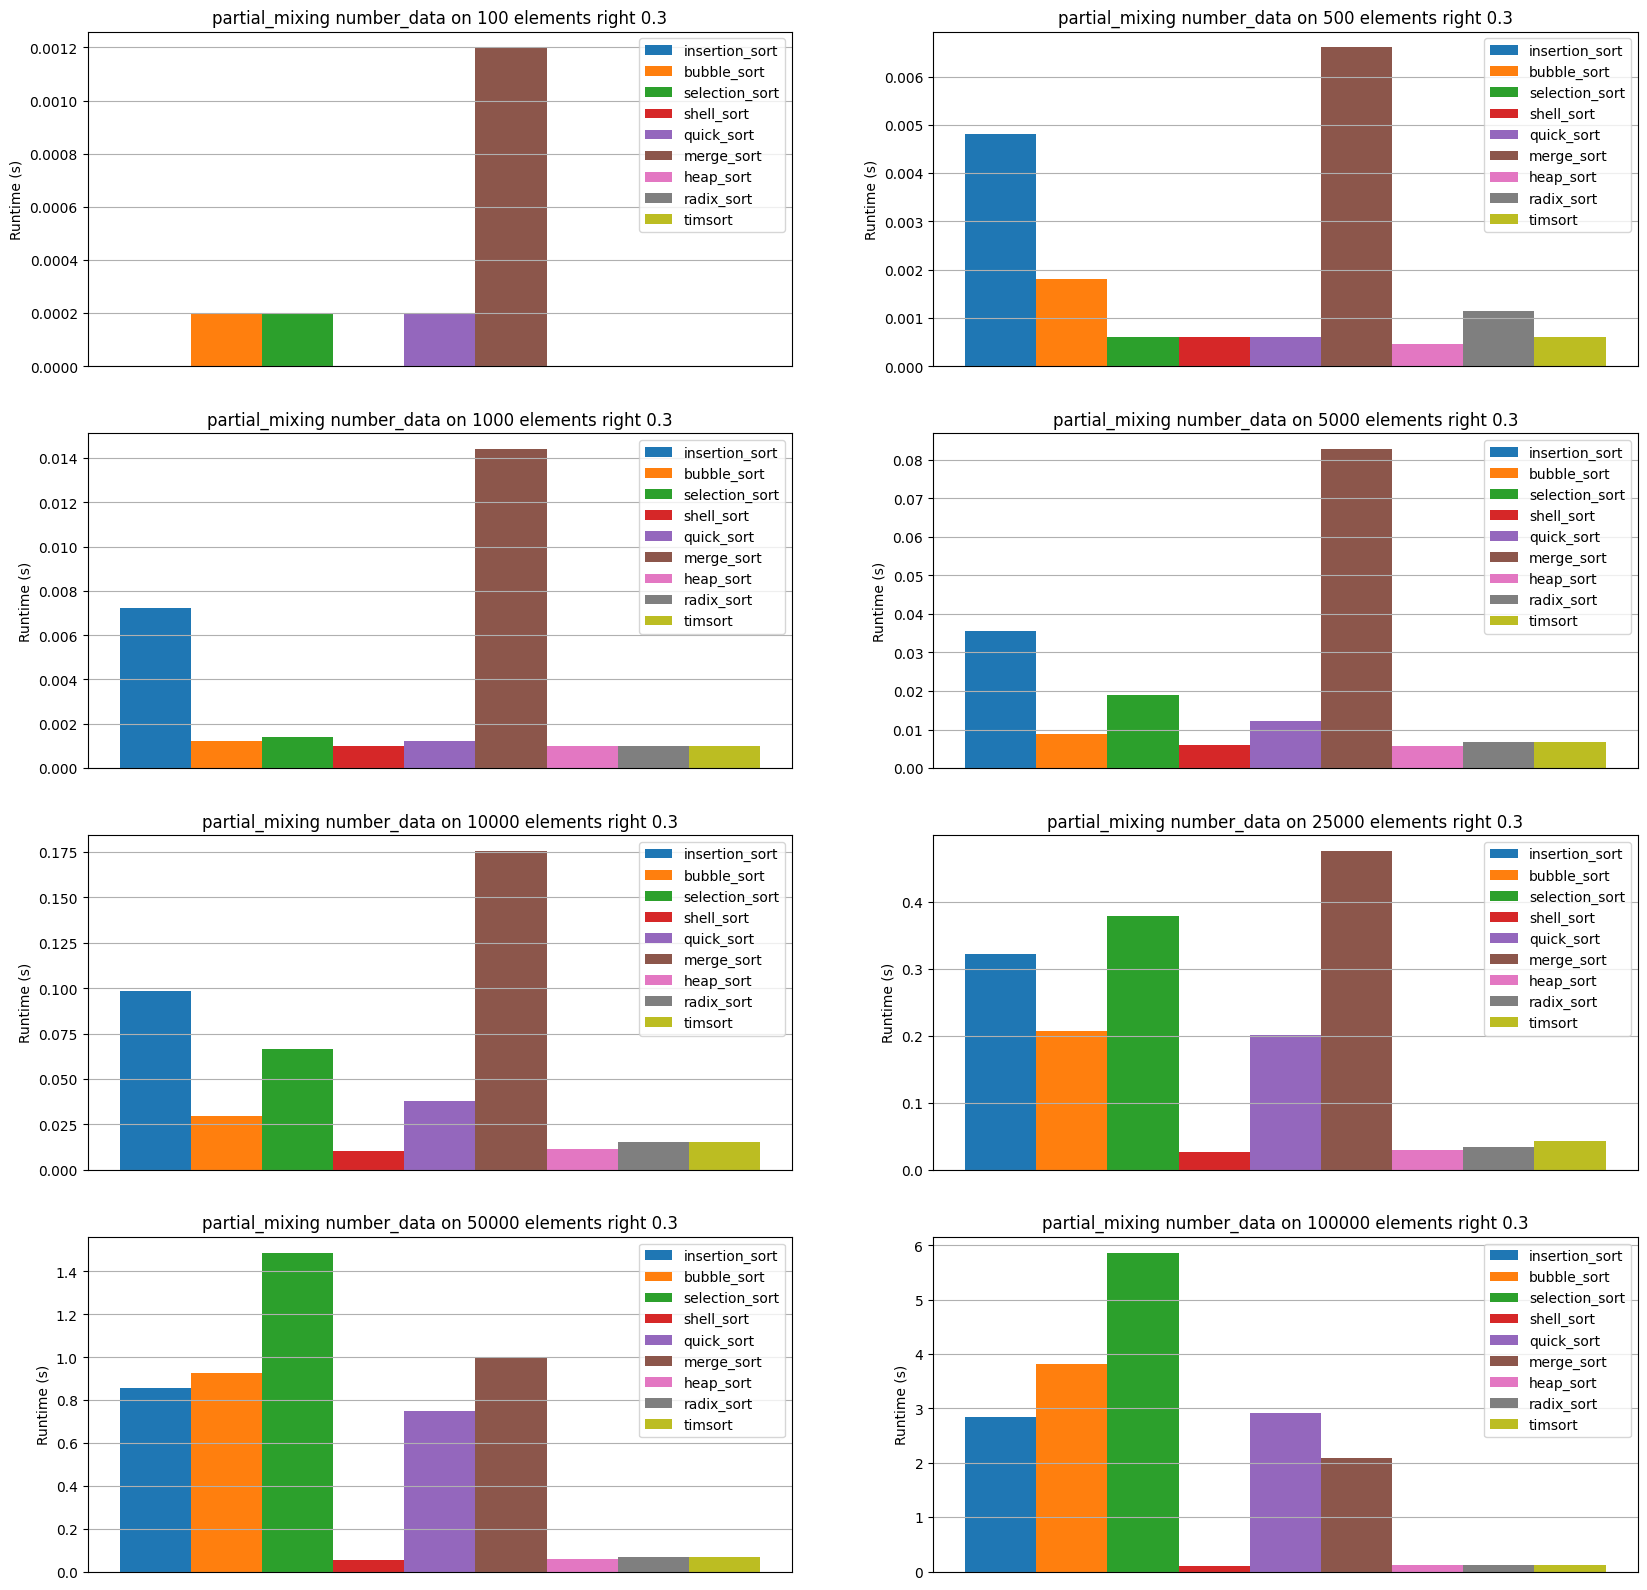 partial_mixing number_data on 100 elements right 0.3
Runtime (s)
0.0012
0.0010
0.0008
0.0006
0.0004
0.0002
0.0000
insertion_sort
bubble_sort
selection_sort
shell_sort
quick_sort
merge_sort
heap_sort
radix_sort
timsort
partial_mixing number_data on 500 elements right 0.3
Runtime (s)
0.006
0.005
0.004
0.003
0.002
0.001
0.000
insertion_sort
bubble_sort
selection_sort
shell_sort
quick_sort
merge_sort
heap_sort
radix_sort
timsort
partial_mixing number_data on 1000 elements right 0.3
Runtime (s)
0.014
0.012
0.010
0.008
0.006
0.004
0.002
0.000
insertion_sort
bubble_sort
selection_sort
shell_sort
quick_sort
merge_sort
heap_sort
radix_sort
timsort
partial_mixing number_data on 5000 elements right 0.3
Runtime (s)
0.08
0.07
0.06
0.05
0.04
0.03
0.02
0.01
0.00
insertion_sort
bubble_sort
selection_sort
shell_sort
quick_sort
merge_sort
heap_sort
radix_sort
timsort
partial_mixing number_data on 10000 elements right 0.3
Runtime (s)
0.175
0.150
0.125
0.100
0.075
0.050
0.025
0.000
insertion_sort
bubble_sort
selection_sort
shell_sort
quick_sort
merge_sort
heap_sort
radix_sort
timsort
partial_mixing number_data on 25000 elements right 0.3
Runtime (s)
0.4
0.3
0.2
0.1
0.0
insertion_sort
bubble_sort
selection_sort
shell_sort
quick_sort
merge_sort
heap_sort
radix_sort
timsort
partial_mixing number_data on 50000 elements right 0.3
Runtime (s)
1.4
1.2
1.0
0.8
0.6
0.4
0.2
0.0
insertion_sort
bubble_sort
selection_sort
shell_sort
quick_sort
merge_sort
heap_sort
radix_sort
timsort
partial_mixing number_data on 100000 elements right 0.3
Runtime (s)
6
5
4
3
2
1
0
insertion_sort
bubble_sort
selection_sort
shell_sort
quick_sort
merge_sort
heap_sort
radix_sort
timsort